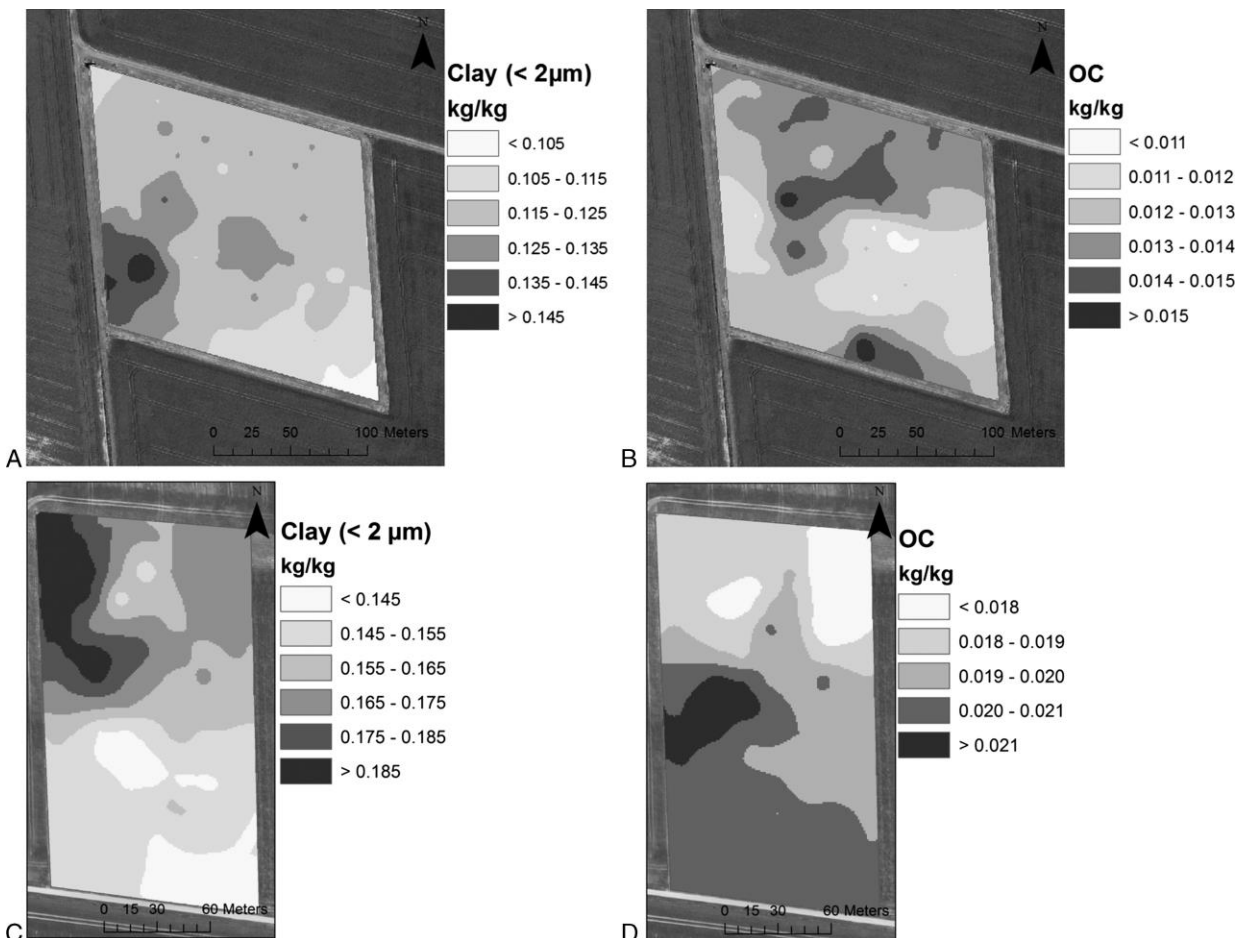 N
Clay (< 2µm)
kg/kg
< 0.105
0.105 - 0.115
0.115 - 0.125
0.125 - 0.135
0.135 - 0.145
> 0.145
0 25 50 100 Meters
A
N
OC
kg/kg
< 0.011
0.011 - 0.012
0.012 - 0.013
0.013 - 0.014
0.014 - 0.015
> 0.015
0 25 50 100 Meters
B
N
Clay (< 2 µm)
kg/kg
< 0.145
0.145 - 0.155
0.155 - 0.165
0.165 - 0.175
0.175 - 0.185
> 0.185
0 15 30 60 Meters
C
N
OC
kg/kg
< 0.018
0.018 - 0.019
0.019 - 0.020
0.020 - 0.021
> 0.021
0 15 30 60 Meters
D